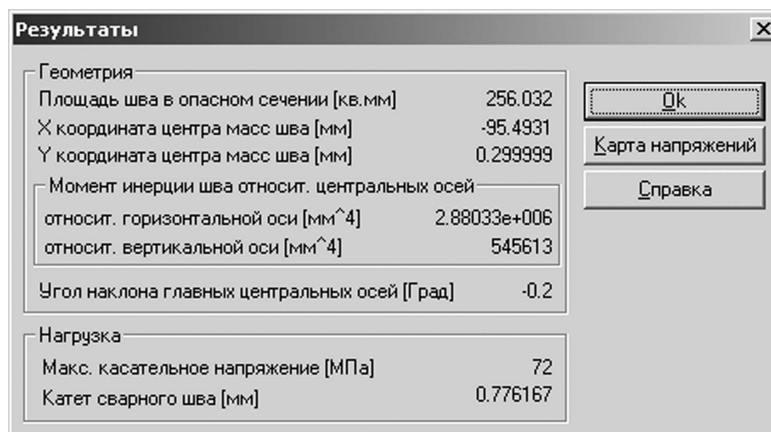 Результаты
Геометрия
Площадь шва в опасном сечении [кв.мм] 256.032
X координата центра масс шва [мм] -95.4931
Y координата центра масс шва [мм] 0.299999
Момент инерции шва относит. центральных осей
относит. горизонтальной оси [мм^4] 2.88033e+006
относит. вертикальной оси [мм^4] 545613
Угол наклона главных центральных осей [Град] -0.2
Нагрузка
Макс. касательное напряжение [МПа] 72
Катет сварного шва [мм] 0.776167
Ok
Карта напряжений
Справка